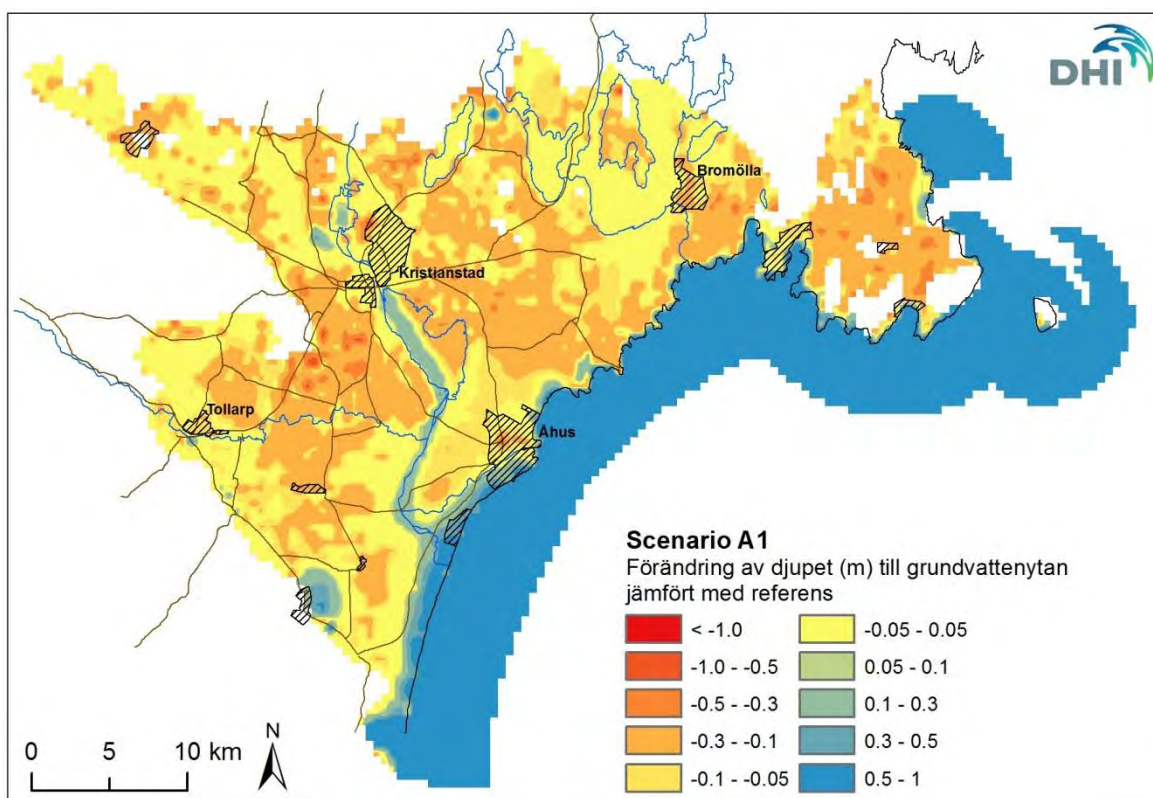 DHI
Bromölla
Kristianstad
Tollarp
Åhus
Scenario A1
Förändring av djupet (m) till grundvattenytan
jämfört med referens
< -1.0
-0.05 - 0.05
-1.0 - -0.5
0.05 - 0.1
-0.5 - -0.3
0.1 - 0.3
-0.3 - -0.1
0.3 - 0.5
-0.1 - -0.05
0.5 - 1
0 5 10 km
N